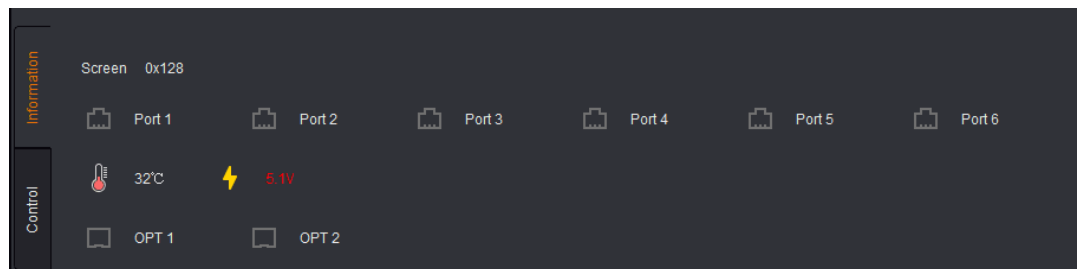 Information
Screen 0x128
Port 1 Port 2 Port 3 Port 4 Port 5 Port 6
32℃ 5.1V
Control
OPT 1 OPT 2